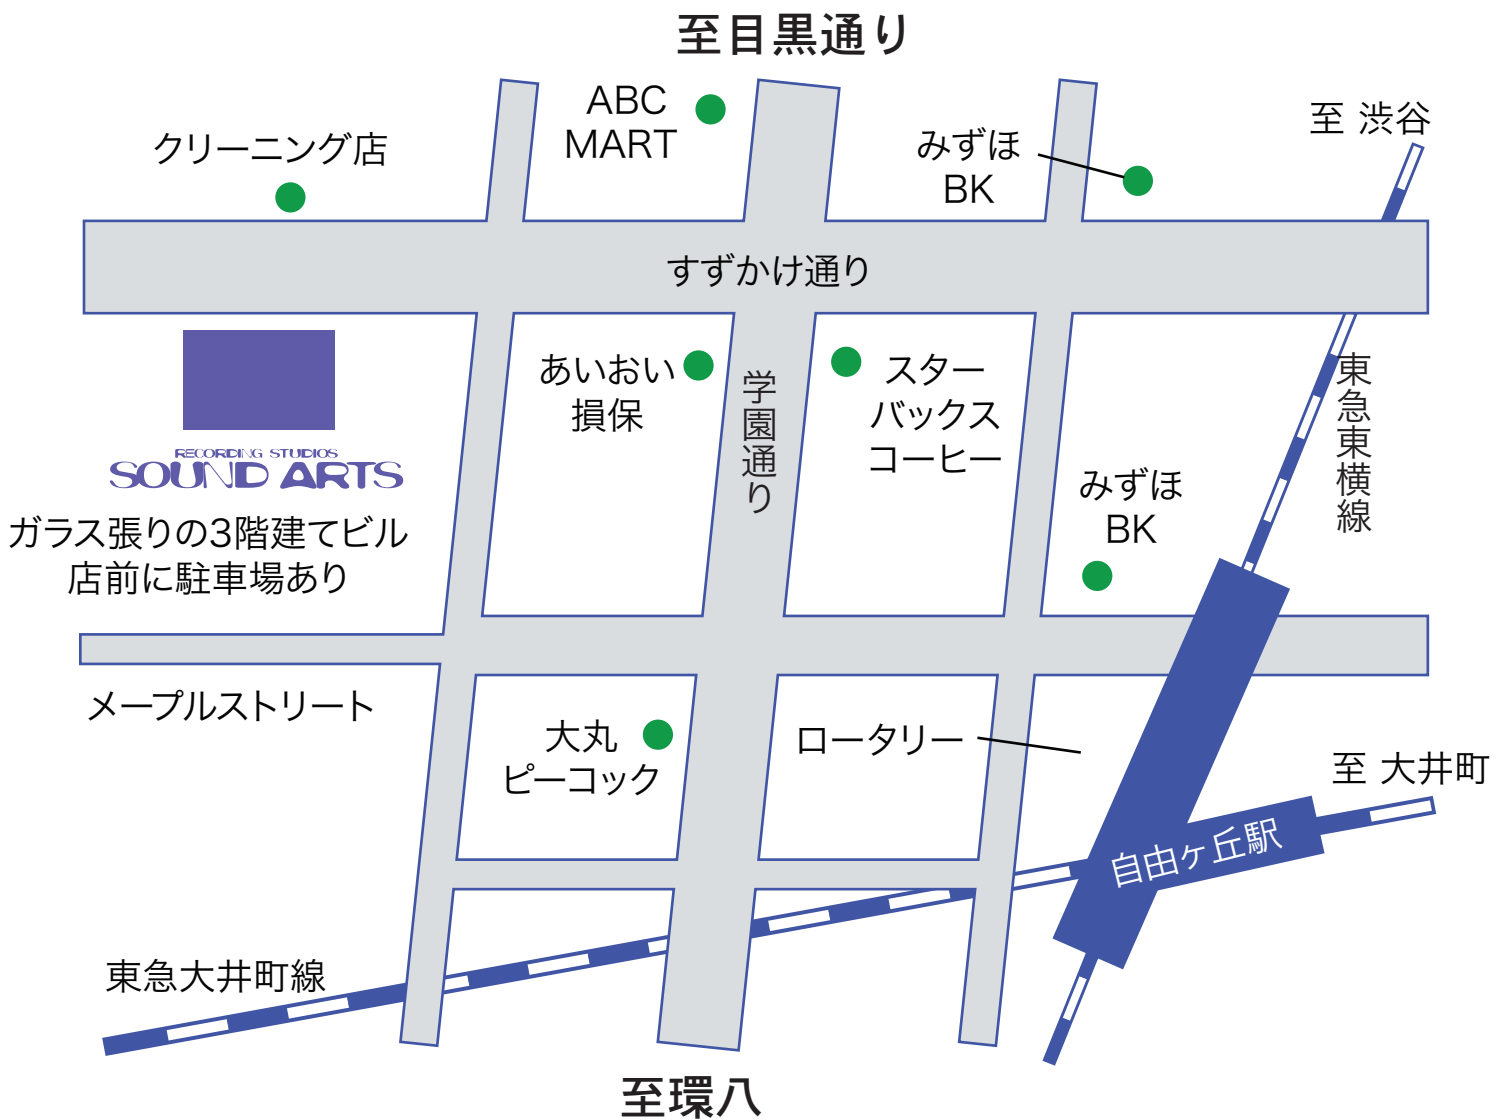 至目黒通り
ABC
MART
至 渋谷
クリーニング店
みずほ
BK
すずかけ通り
あいおい
損保
学園通り
スター
バックス
コーヒー
東急東横線
RECORDING STUDIOS
SOUND ARTS
みずほ
BK
ガラス張りの3階建てビル
店前に駐車場あり
メープルストリート
大丸
ピーコック
ロータリー
至 大井町
自由ヶ丘駅
東急大井町線
至環八